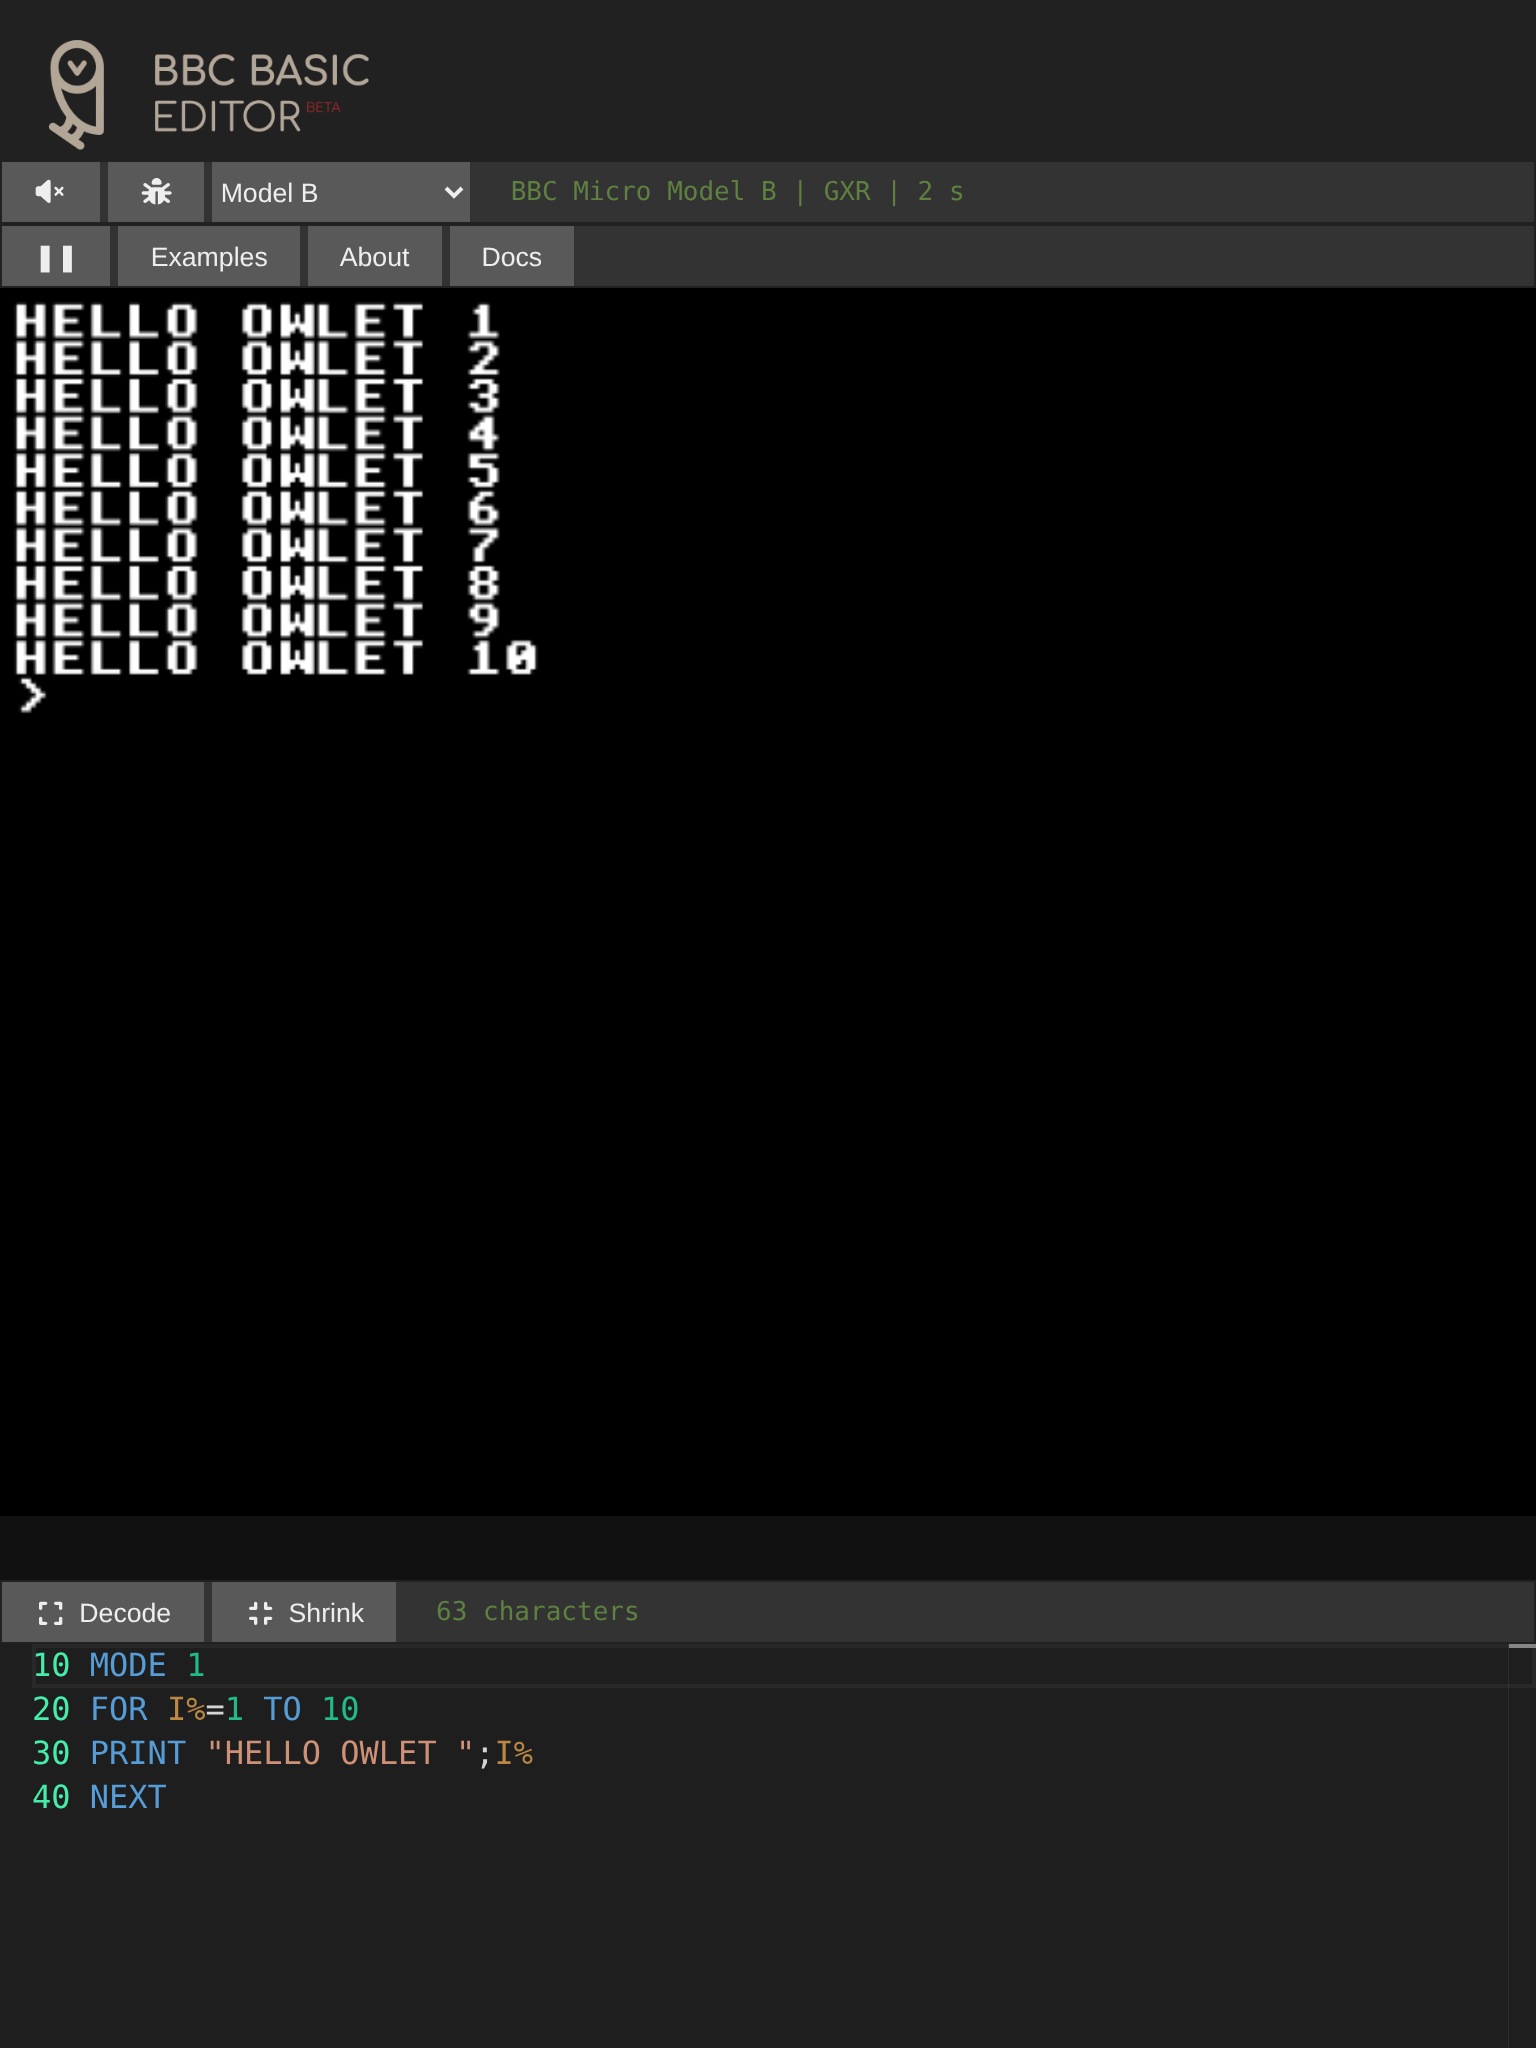 BBC BASIC
EDITOR BETA
Model B BBC Micro Model B | GXR | 2 s
Examples About Docs
HELLO OWLET 1
HELLO OWLET 2
HELLO OWLET 3
HELLO OWLET 4
HELLO OWLET 5
HELLO OWLET 6
HELLO OWLET 7
HELLO OWLET 8
HELLO OWLET 9
HELLO OWLET 10
>
Decode Shrink 63 characters
10 MODE 1
20 FOR I%=1 TO 10
30 PRINT "HELLO OWLET ";I%
40 NEXT